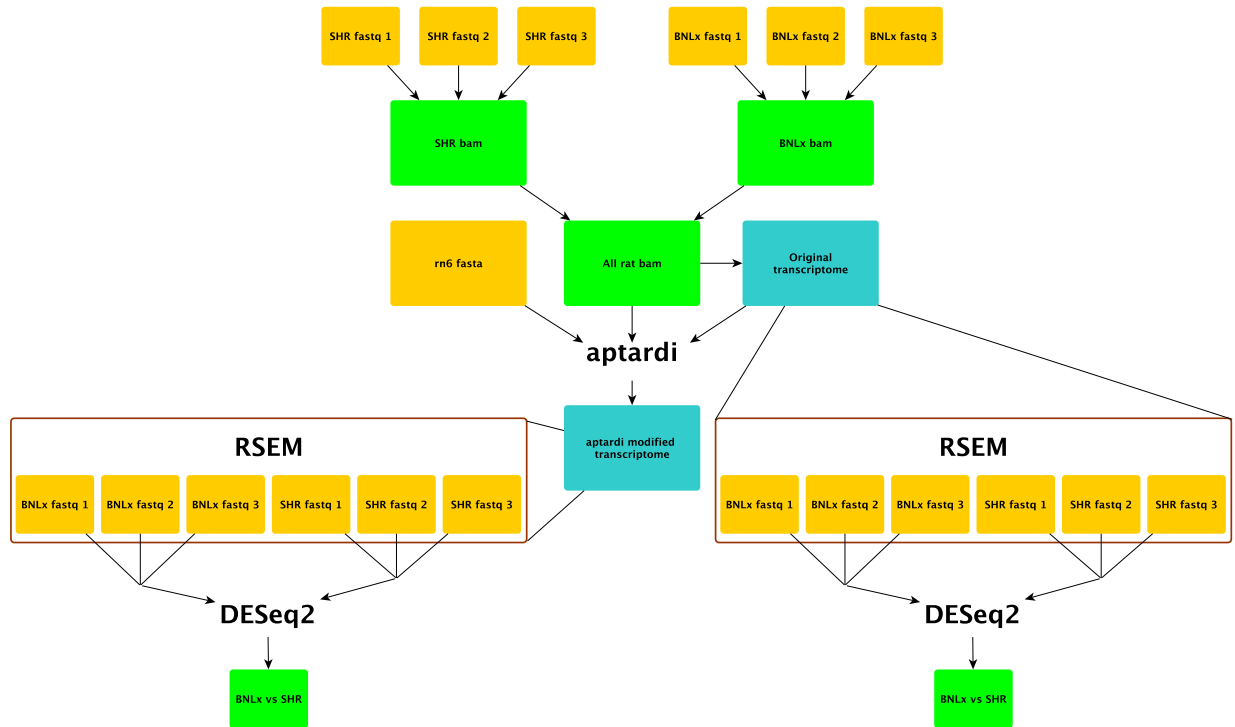 SHR fastq 1
SHR fastq 2
SHR fastq 3
BNLx fastq 1
BNLx fastq 2
BNLx fastq 3
SHR bam
BNLx bam
rn6 fasta
All rat bam
Original
transcriptome
aptardi
aptardi modified
transcriptome
RSEM
BNLx fastq 1
BNLx fastq 2
BNLx fastq 3
SHR fastq 1
SHR fastq 2
SHR fastq 3
DESeq2
BNLx vs SHR
RSEM
BNLx fastq 1
BNLx fastq 2
BNLx fastq 3
SHR fastq 1
SHR fastq 2
SHR fastq 3
DESeq2
BNLx vs SHR